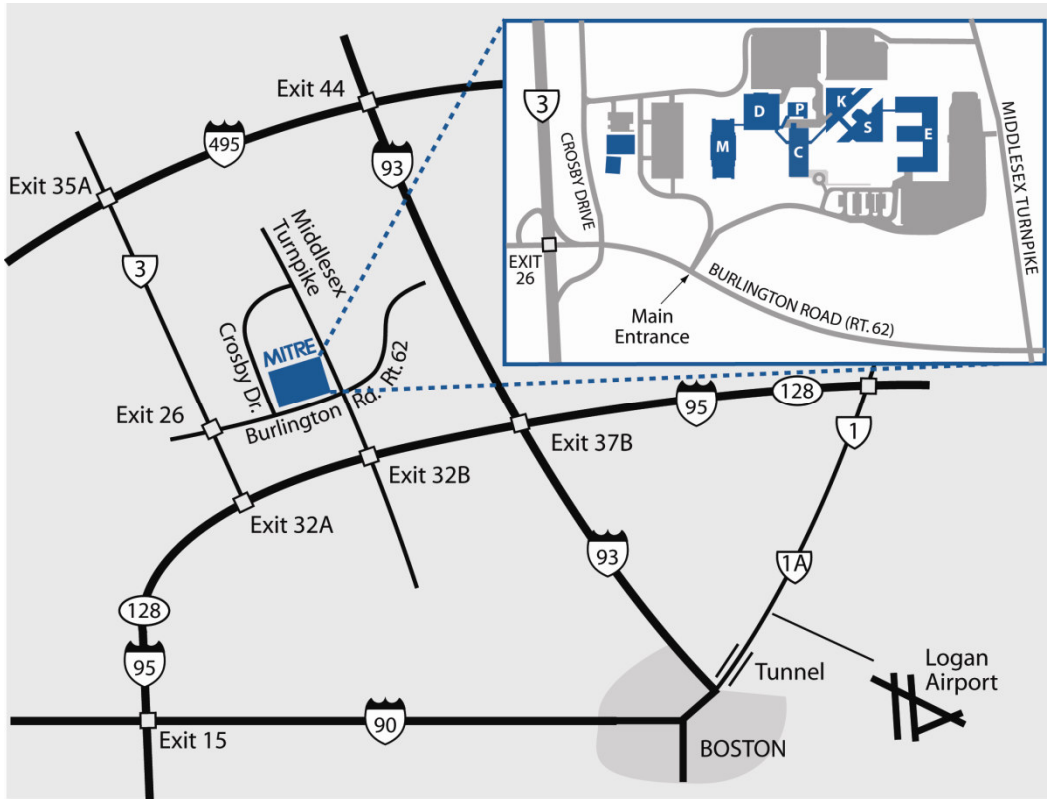 Exit 44
495
93
Exit 35A
3
Middlesex
Turnpike
Crosby Dr.
MITRE
Rt. 62
Exit 26
Burlington
Rd.
Exit 32B
Exit 32A
Exit 37B
95
128
1
93
1A
128
95
90
Exit 15
Tunnel
Logan
Airport
BOSTON
3
CROSBY DRIVE
D
P
K
S
E
M
C
MIDDLESEX TURNPIKE
EXIT
26
BURLINGTON ROAD (RT. 62)
Main
Entrance